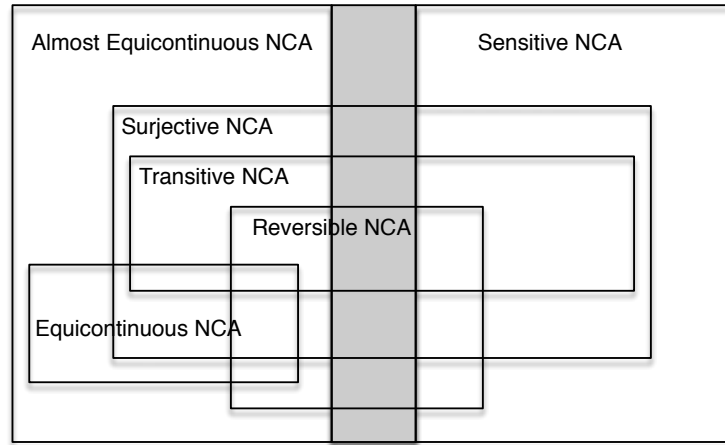 Almost Equicontinuous NCA
Sensitive NCA
Surjective NCA
Transitive NCA
Reversible NCA
Equicontinuous NCA